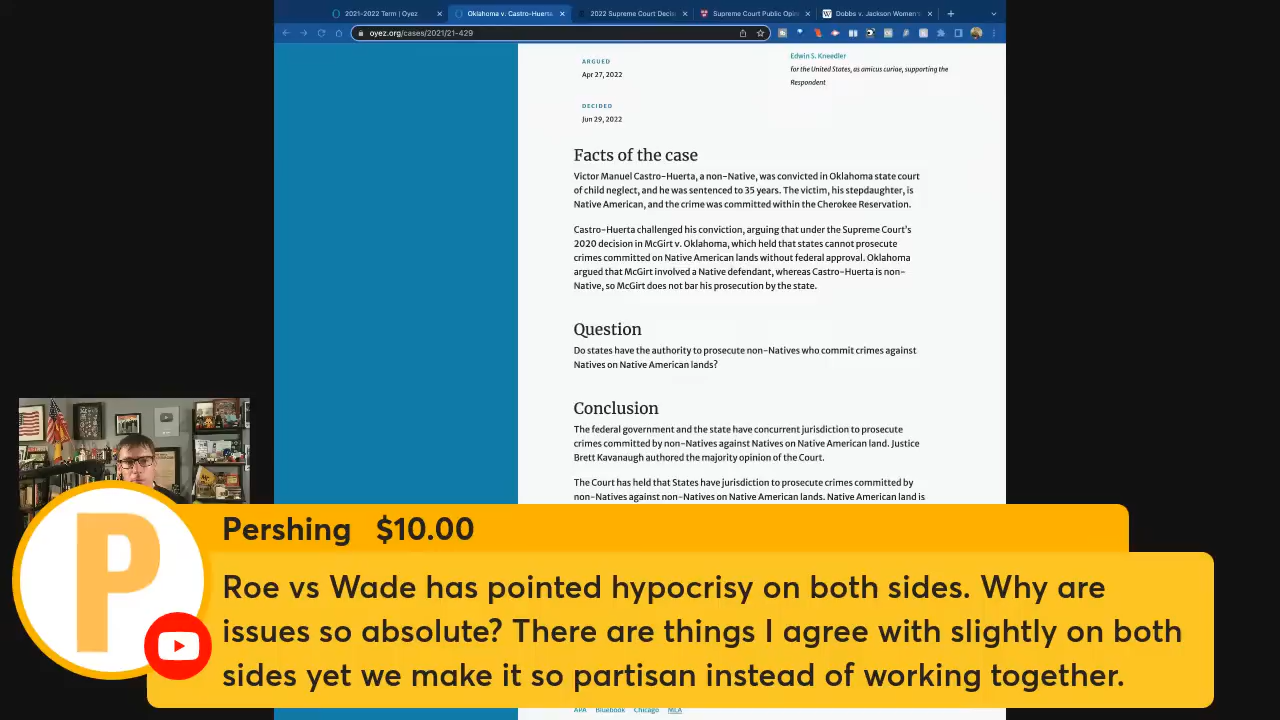 2021-2022 Term | Oyez
Oklahoma v. Castro-Huerta
2022 Supreme Court Deci
Supreme Court Public Opin
Dobbs v. Jackson Women's
oyez.org/cases/2021/21-429
ARGUED
Apr 27, 2022
DECIDED
Jun 29, 2022
Edwin S. Kneedler
for the United States, as amicus curiae, supporting the
Respondent
Facts of the case
Victor Manuel Castro-Huerta, a non-Native, was convicted in Oklahoma state court
of child neglect, and he was sentenced to 35 years. The victim, his stepdaughter, is
Native American, and the crime was committed within the Cherokee Reservation.
Castro-Huerta challenged his conviction, arguing that under the Supreme Court's
2020 decision in McGirt v. Oklahoma, which held that states cannot prosecute
crimes committed on Native American lands without federal approval. Oklahoma
argued that McGirt involved a Native defendant, whereas Castro-Huerta is non-
Native, so McGirt does not bar his prosecution by the state.
Question
Do states have the authority to prosecute non-Natives who commit crimes against
Natives on Native American lands?
Conclusion
The federal government and the state have concurrent jurisdiction to prosecute
crimes committed by non-Natives against Natives on Native American land. Justice
Brett Kavanaugh authored the majority opinion of the Court.
The Court has held that States have jurisdiction to prosecute crimes committed by
non-Natives against non-Natives on Native American lands. Native American land is
P
Pershing $10.00
Roe vs Wade has pointed hypocrisy on both sides. Why are
issues so absolute? There are things I agree with slightly on both
sides yet we make it so partisan instead of working together.
APA Bluebook Chicago MLA